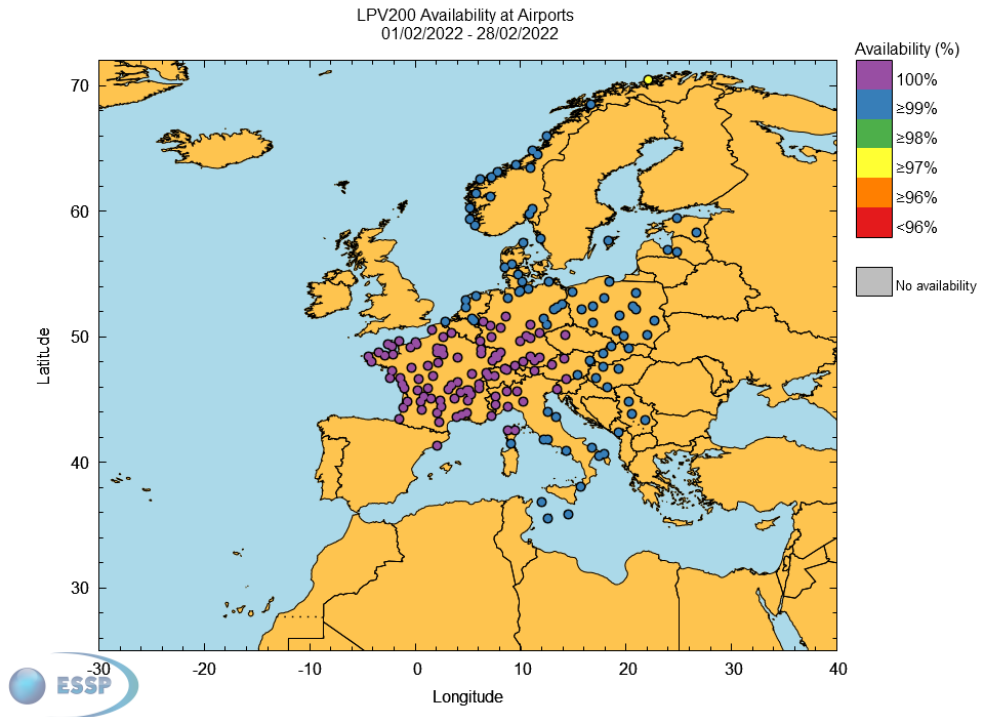 LPV200 Availability at Airports
01/02/2022 - 28/02/2022
Availability (%)
100%
≥99%
≥98%
≥97%
≥96%
<96%
No availability
70
60
50
40
30
Latitude
-30 -20 -10 0 10 20 30 40
Longitude
ESSP